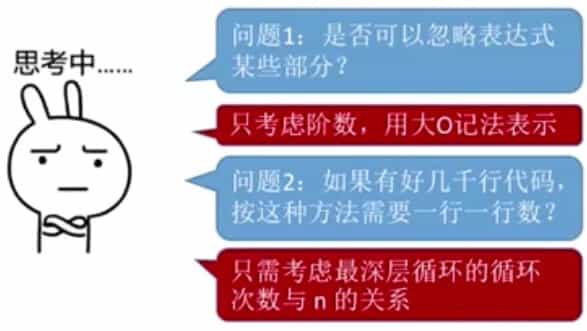 思考中......
问题1：是否可以忽略表达式
某些部分？
只考虑阶数，用大O记法表示
问题2：如果有好几千行代码，
按这种方法需要一行一行数？
只需考虑最深层循环的循环
次数与 n 的关系